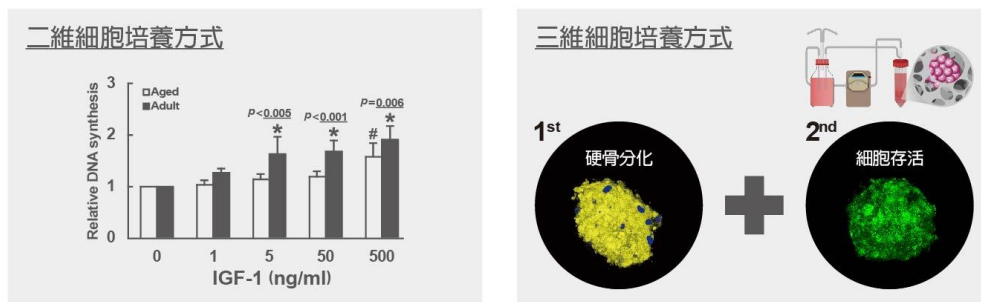 二維細胞培養方式
3
2
1
0
Relative DNA synthesis
Aged
Adult
p<0.005
*
p<0.001
*
p=0.006
#
*
0 1 5 50 500
IGF-1 (ng/ml)
三維細胞培養方式
1st
硬骨分化
2nd
細胞存活